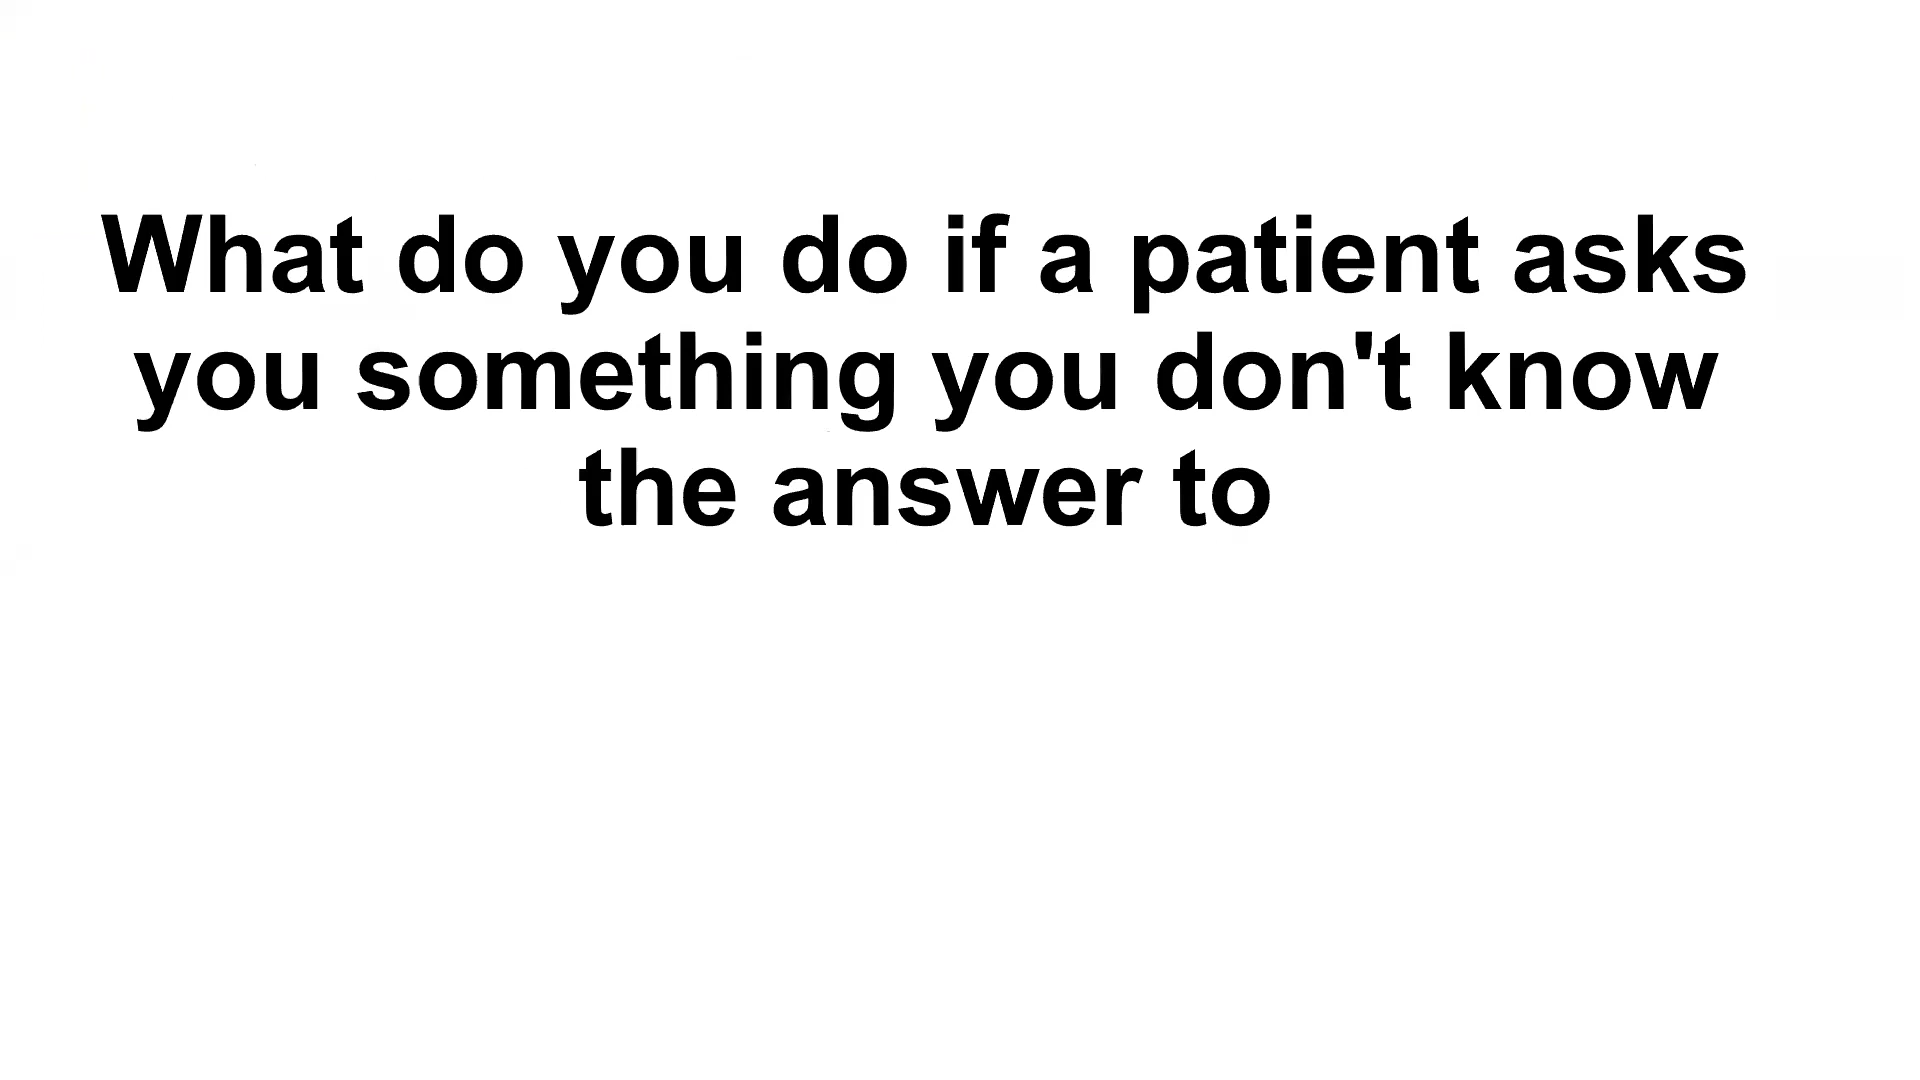 What do you do if a patient asks
you something you don't know
the answer to